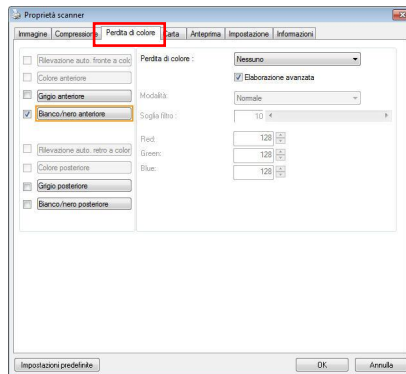 Proprietà scanner
Immagine Compressione Perdita di colore Carta Anteprima Impostazione Informazioni
Rilevazione auto. fronte a colo
Colore anteriore
Grigio anteriore
Bianco/nero anteriore
Rilevazione auto. retro a color
Colore posteriore
Grigio posteriore
Bianco/nero posteriore
Perdita di colore : Nessuno
Elaborazione avanzata
Modalità: Normale
Soglia filtro : 10
Red: 128
Green: 128
Blue: 128
Impostazioni predefinite OK Annulla